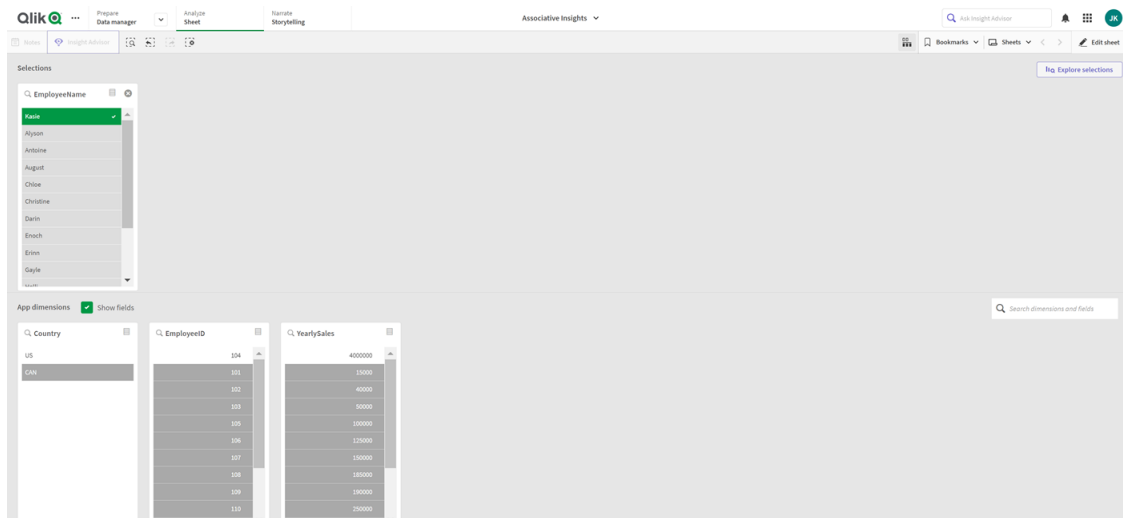 Qlik
Prepare
Data manager
Analyze
Sheet
Narrate
Storytelling
Associative Insights
Ask Insight Advisor
JK
Notes
Insight Advisor
Bookmarks
Sheets
Edit sheet
Selections
Explore selections
EmployeeName
Kasie
Alyson
Antoine
August
Chloe
Christine
Darin
Enoch
Erinn
Gayle
App dimensions
Show fields
Search dimensions and fields
Country
US
CAN
EmployeeID
104
101
102
103
105
106
107
108
109
110
YearlySales
4000000
15000
40000
50000
100000
125000
150000
185000
190000
250000